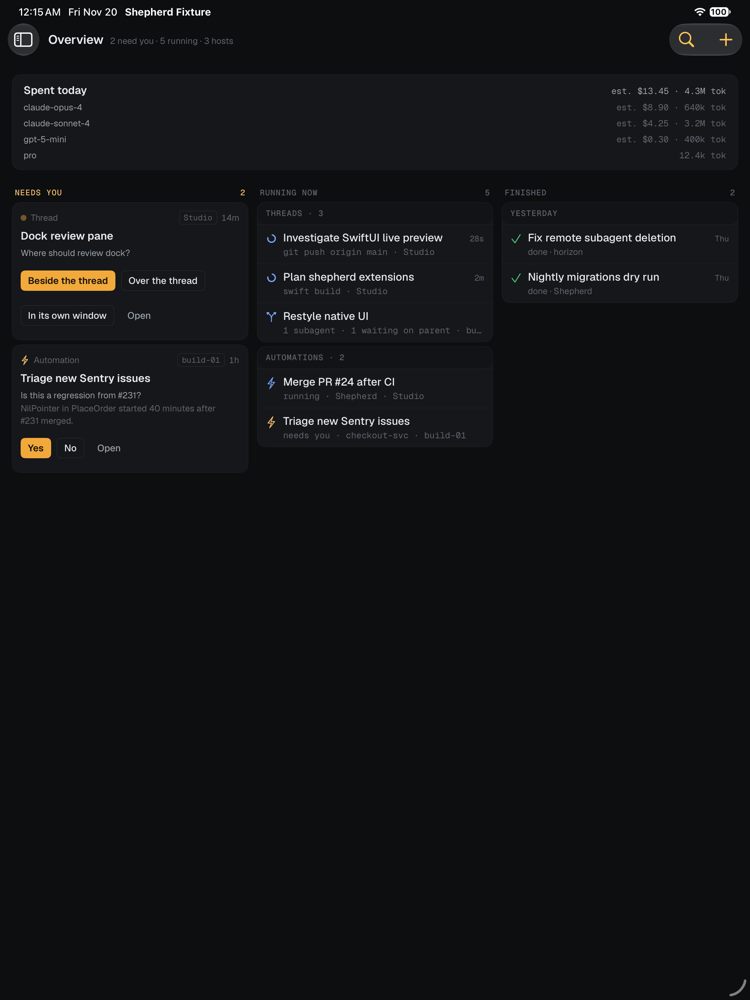 12:15 AM Fri Nov 20 Shepherd Fixture
100
Overview 2 need you · 5 running · 3 hosts
Spent today est. $13.45 · 4.3M tok
claude-opus-4 est. $8.90 · 640k tok
claude-sonnet-4 est. $4.25 · 3.2M tok
gpt-5-mini est. $0.30 · 400k tok
pro 12.4k tok
NEEDS YOU 2
Thread Studio 14m
Dock review pane
Where should review dock?
Beside the thread Over the thread
In its own window Open
Automation build-01 1h
Triage new Sentry issues
Is this a regression from #231?
NilPointer in PlaceOrder started 40 minutes after
#231 merged.
Yes No Open
RUNNING NOW 5
THREADS · 3
Investigate SwiftUI live preview 28s
git push origin main · Studio
Plan shepherd extensions 2m
swift build · Studio
Restyle native UI
1 subagent · 1 waiting on parent · bu…
AUTOMATIONS · 2
Merge PR #24 after CI
running · Shepherd · Studio
Triage new Sentry issues
needs you · checkout-svc · build-01
FINISHED 2
YESTERDAY
Fix remote subagent deletion Thu
done · horizon
Nightly migrations dry run Thu
done · Shepherd